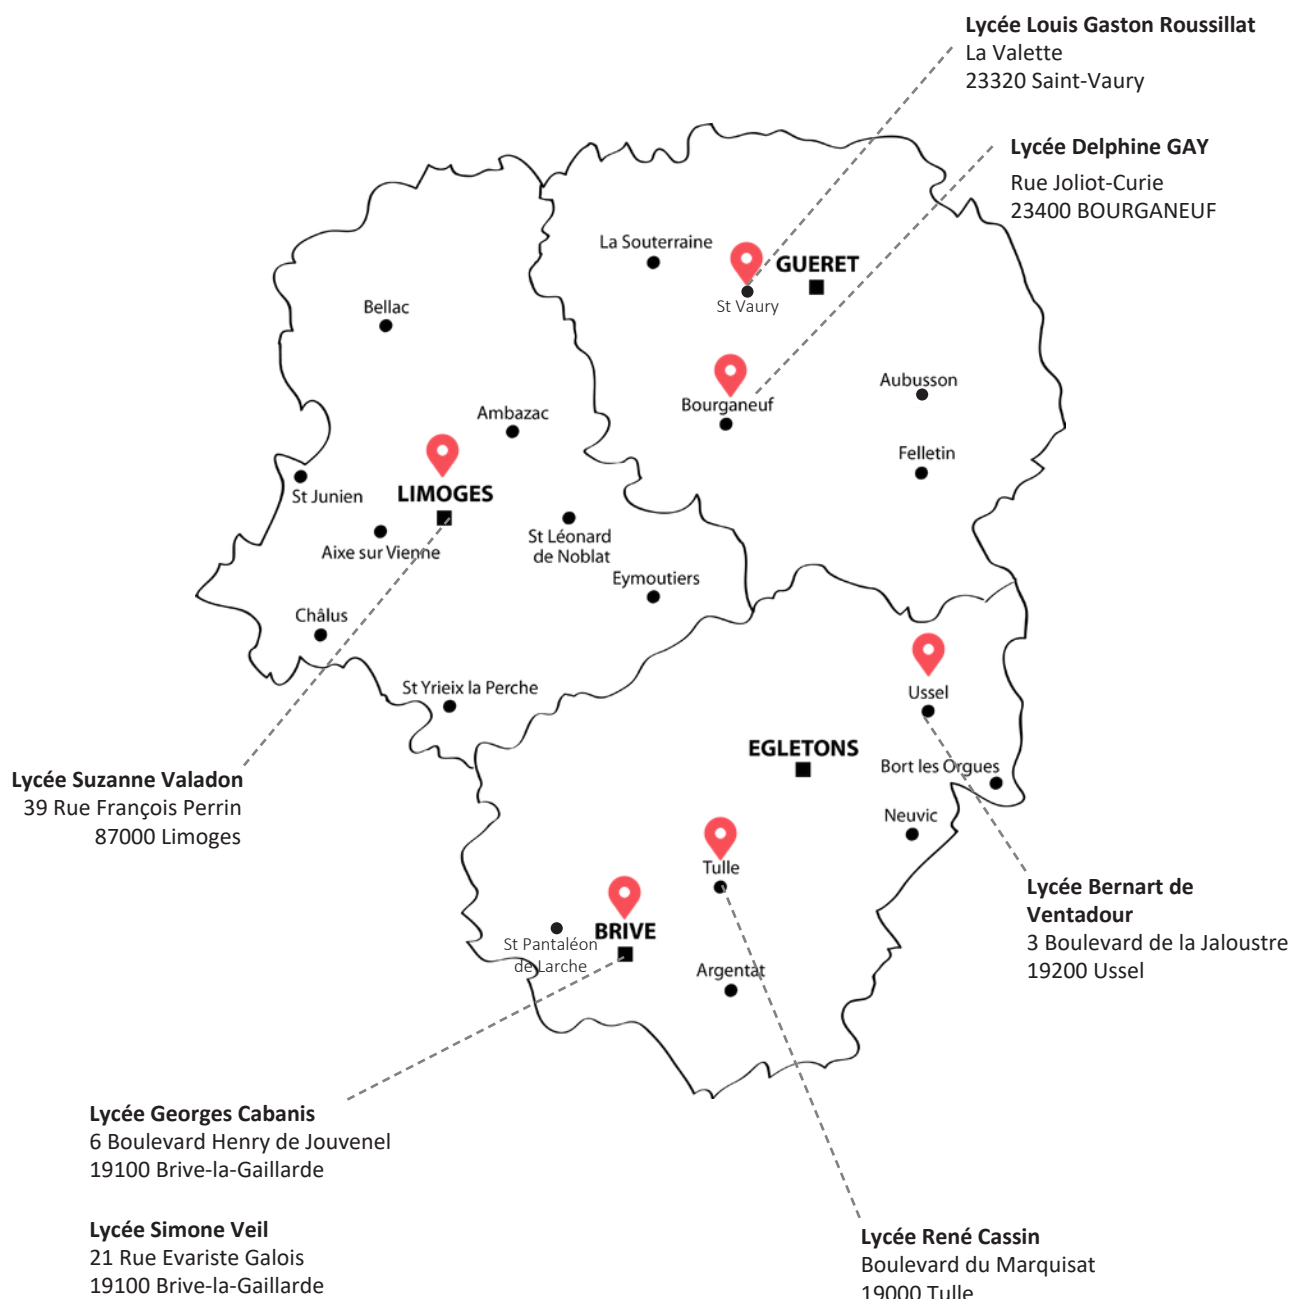 Lycée Louis Gaston Roussillat
La Valette
23320 Saint-Vaury
Lycée Delphine GAY
Rue Joliot-Curie
23400 BOURGANEUF
La Souterraine
GUERET
St Vaury
Bellac
Aubusson
Bourganeuf
Ambazac
Felletin
St Junien
LIMOGES
St Léonard
de Noblat
Aixe sur Vienne
Eymoutiers
Châlus
St Yrieix la Perche
Ussel
EGLETONS
Bort les Orgues
Neuvic
Tulle
BRIVE
St Pantaléon
de Larche
Argentat
Lycée Suzanne Valadon
39 Rue François Perrin
87000 Limoges
Lycée Bernart de
Ventadour
3 Boulevard de la Jaloustre
19200 Ussel
Lycée Georges Cabanis
6 Boulevard Henry de Jouvenel
19100 Brive-la-Gaillarde
Lycée Simone Veil
21 Rue Evariste Galois
19100 Brive-la-Gaillarde
Lycée René Cassin
Boulevard du Marquisat
19000 Tulle